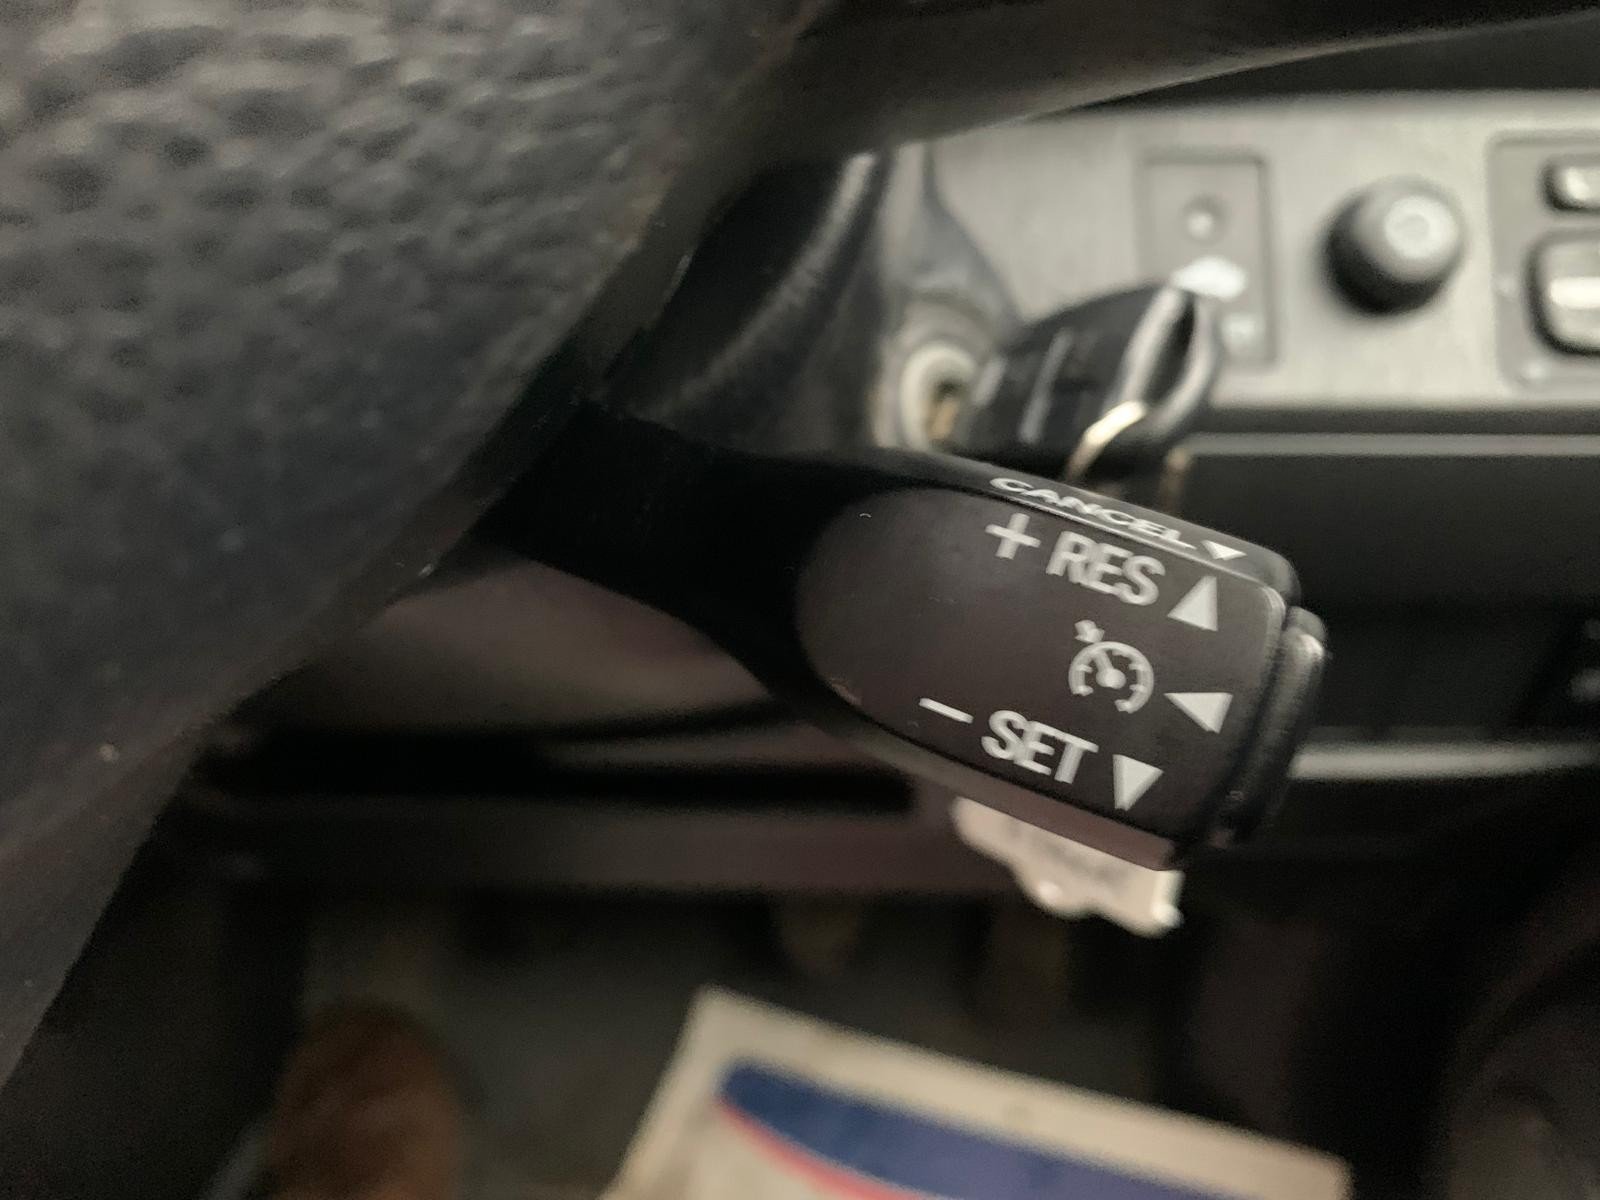 CANCEL
+ RES
− SET